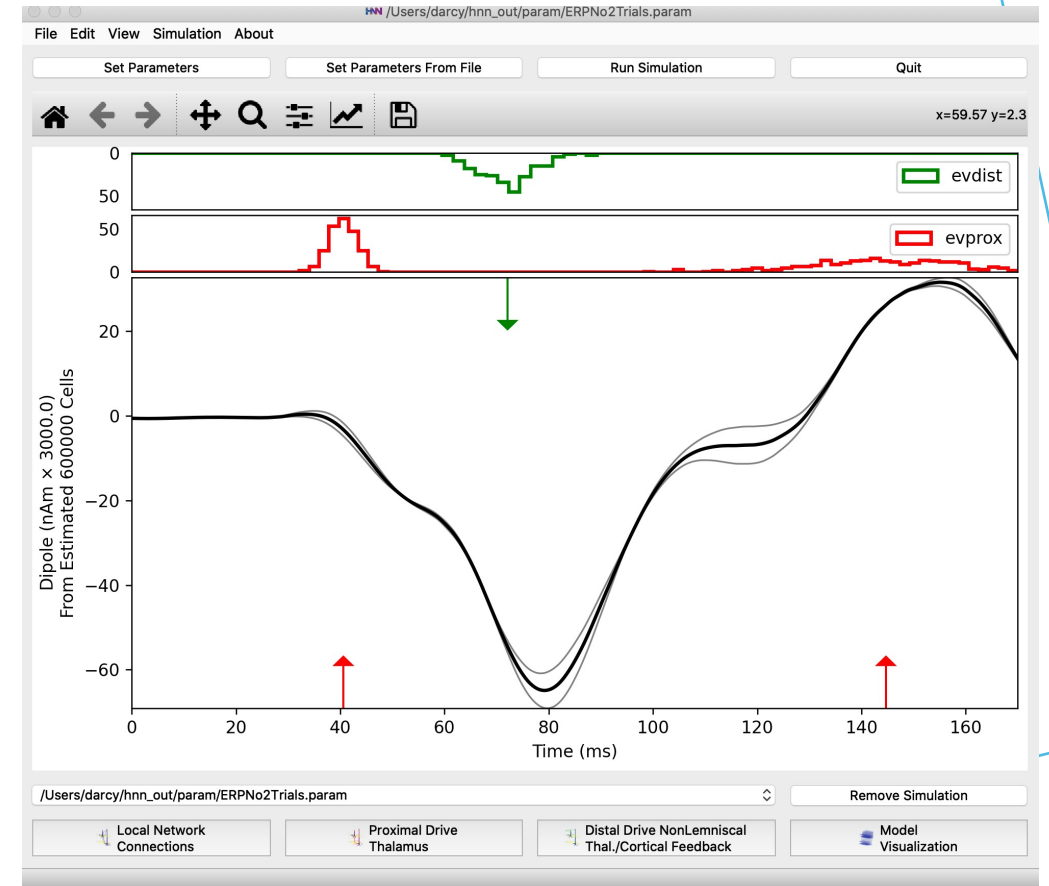 HNN /Users/darcy/hnn_out/param/ERPNo2Trials.param
File Edit View Simulation About
Set Parameters Set Parameters From File Run Simulation Quit
x=59.57 y=2.3
0
50
evdist
50
0
evprox
20
0
−20
−40
−60
Dipole (nAm × 3000.0)
From Estimated 600000 Cells
0 20 40 60 80 100 120 140 160
Time (ms)
/Users/darcy/hnn_out/param/ERPNo2Trials.param Remove Simulation
Local Network
Connections
Proximal Drive
Thalamus
Distal Drive NonLemniscal
Thal./Cortical Feedback
Model
Visualization